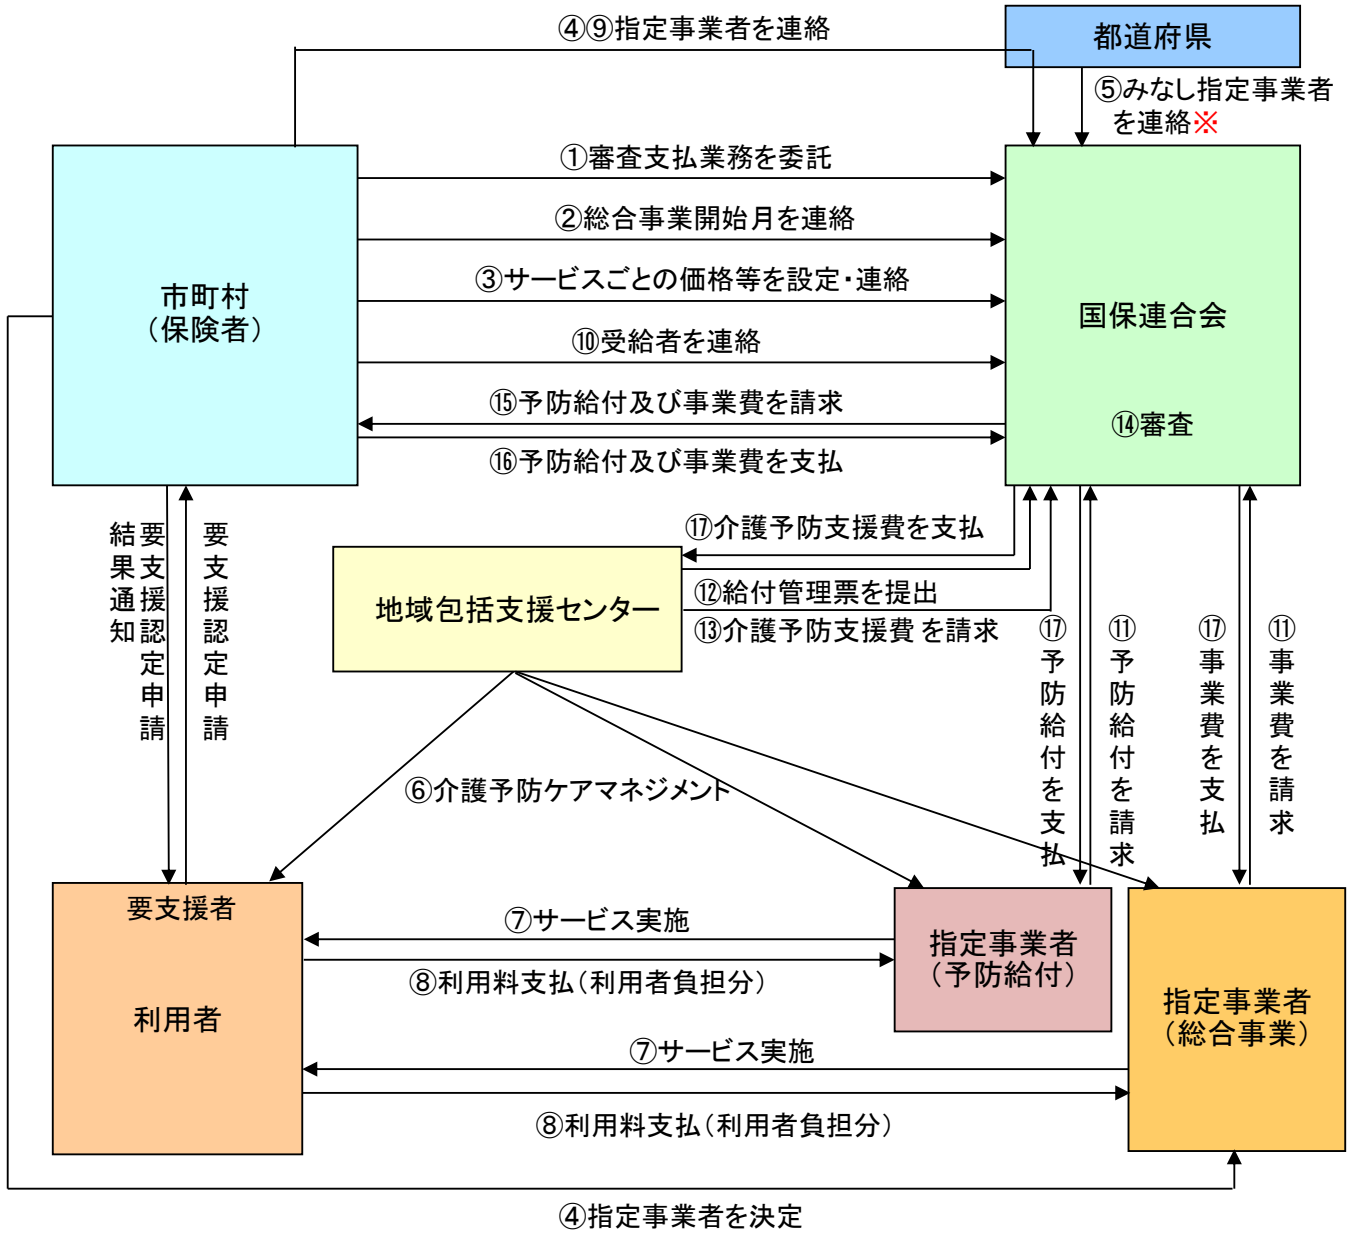 ④⑨指定事業者を連絡
都道府県
⑤みなし指定事業者
を連絡※
①審査支払業務を委託
②総合事業開始月を連絡
③サービスごとの価格等を設定・連絡
市町村
（保険者）
国保連合会
⑩受給者を連絡
⑮予防給付及び事業費を請求
⑭審査
⑯予防給付及び事業費を支払
要支援認定申請
結果通知
要支援認定申請
⑰介護予防支援費を支払
地域包括支援センター
⑫給付管理票を提出
⑬介護予防支援費を請求
⑰予防給付を支払
⑪予防給付を請求
⑰事業費を支払
⑪事業費を請求
⑥介護予防ケアマネジメント
要支援者
利用者
⑦サービス実施
⑧利用料支払（利用者負担分）
指定事業者
（予防給付）
指定事業者
（総合事業）
⑦サービス実施
⑧利用料支払（利用者負担分）
④指定事業者を決定